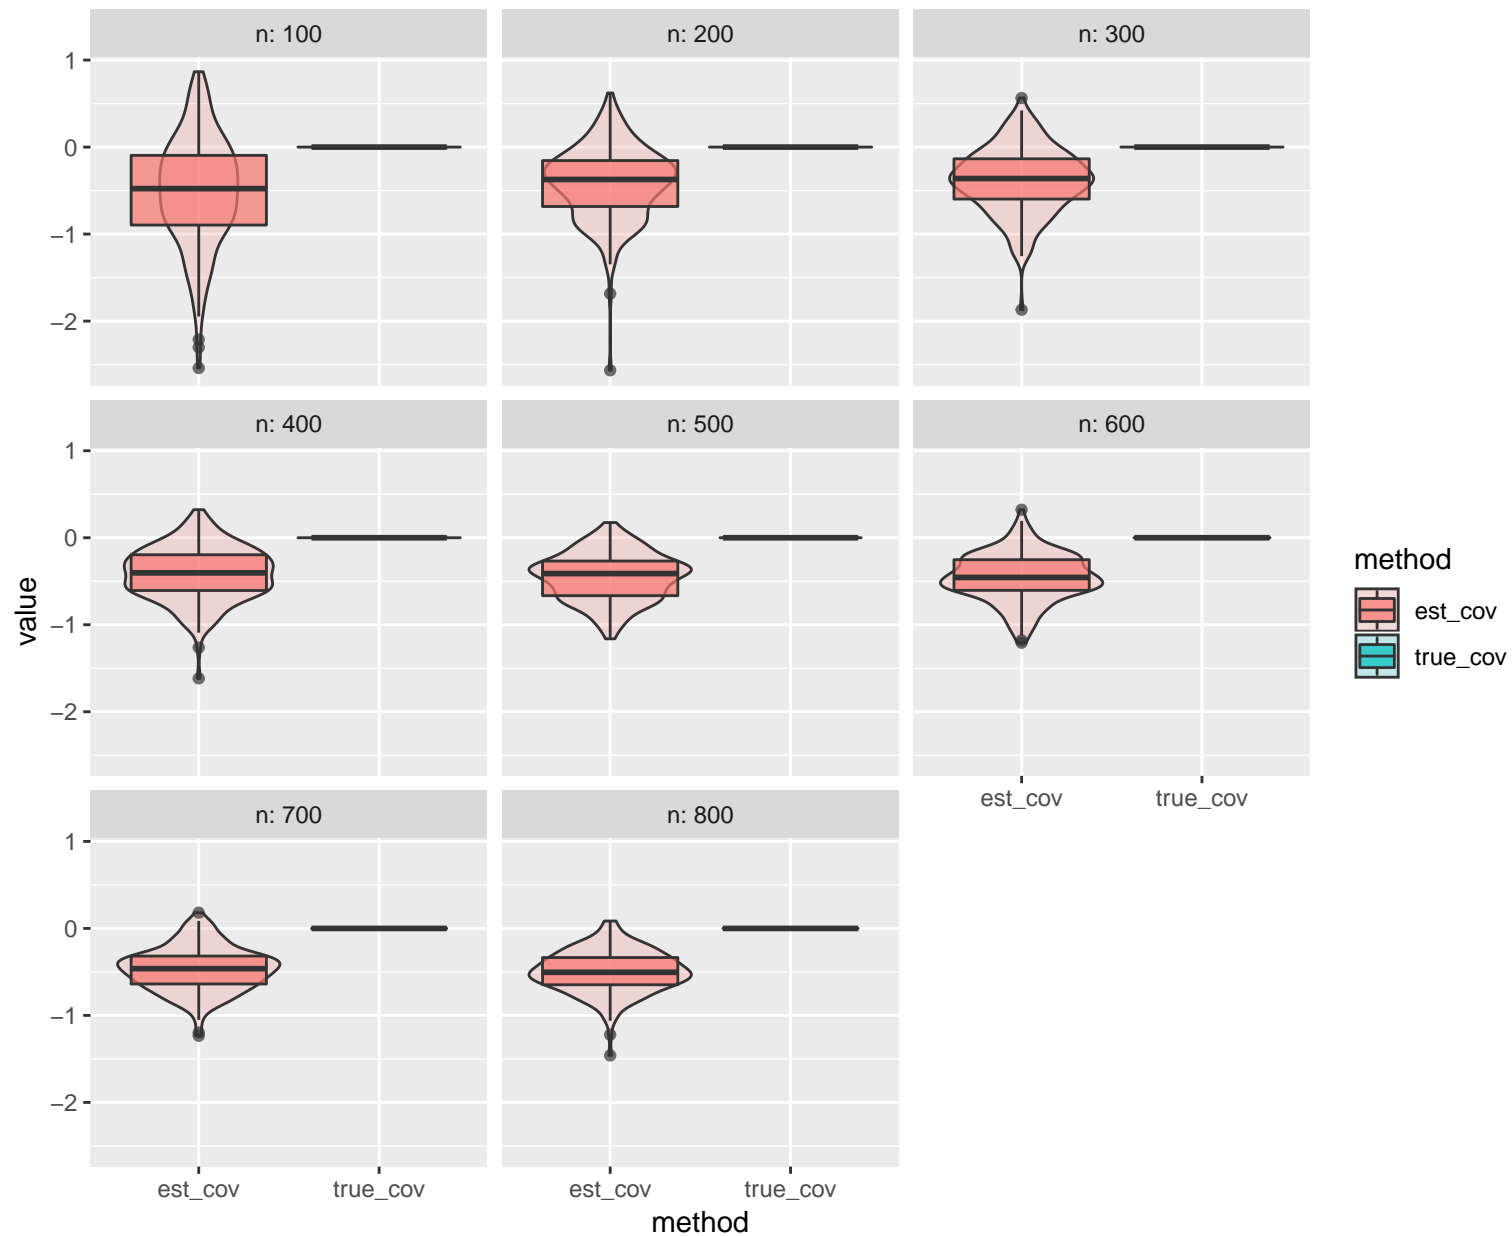 n: 100
n: 200
n: 300
1
0
−1
−2
n: 400
n: 500
n: 600
1
0
−1
−2
est_cov
true_cov
n: 700
n: 800
1
0
−1
−2
est_cov
true_cov
est_cov
true_cov
method
value
method
est_cov
true_cov